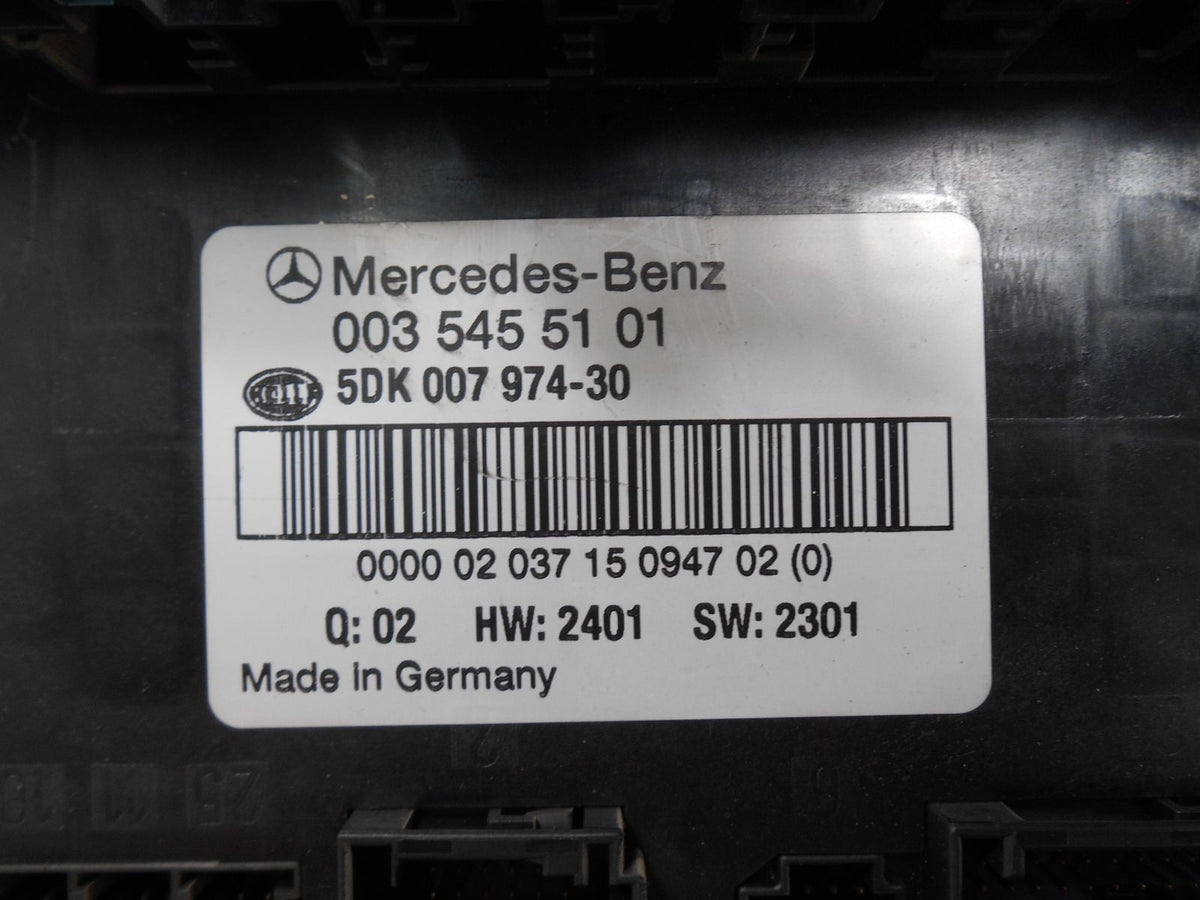 Mercedes-Benz
003 545 51 01
5DK 007 974-30
0000 02 037 15 0947 02 (0)
Q: 02 HW: 2401 SW: 2301
Made In Germany